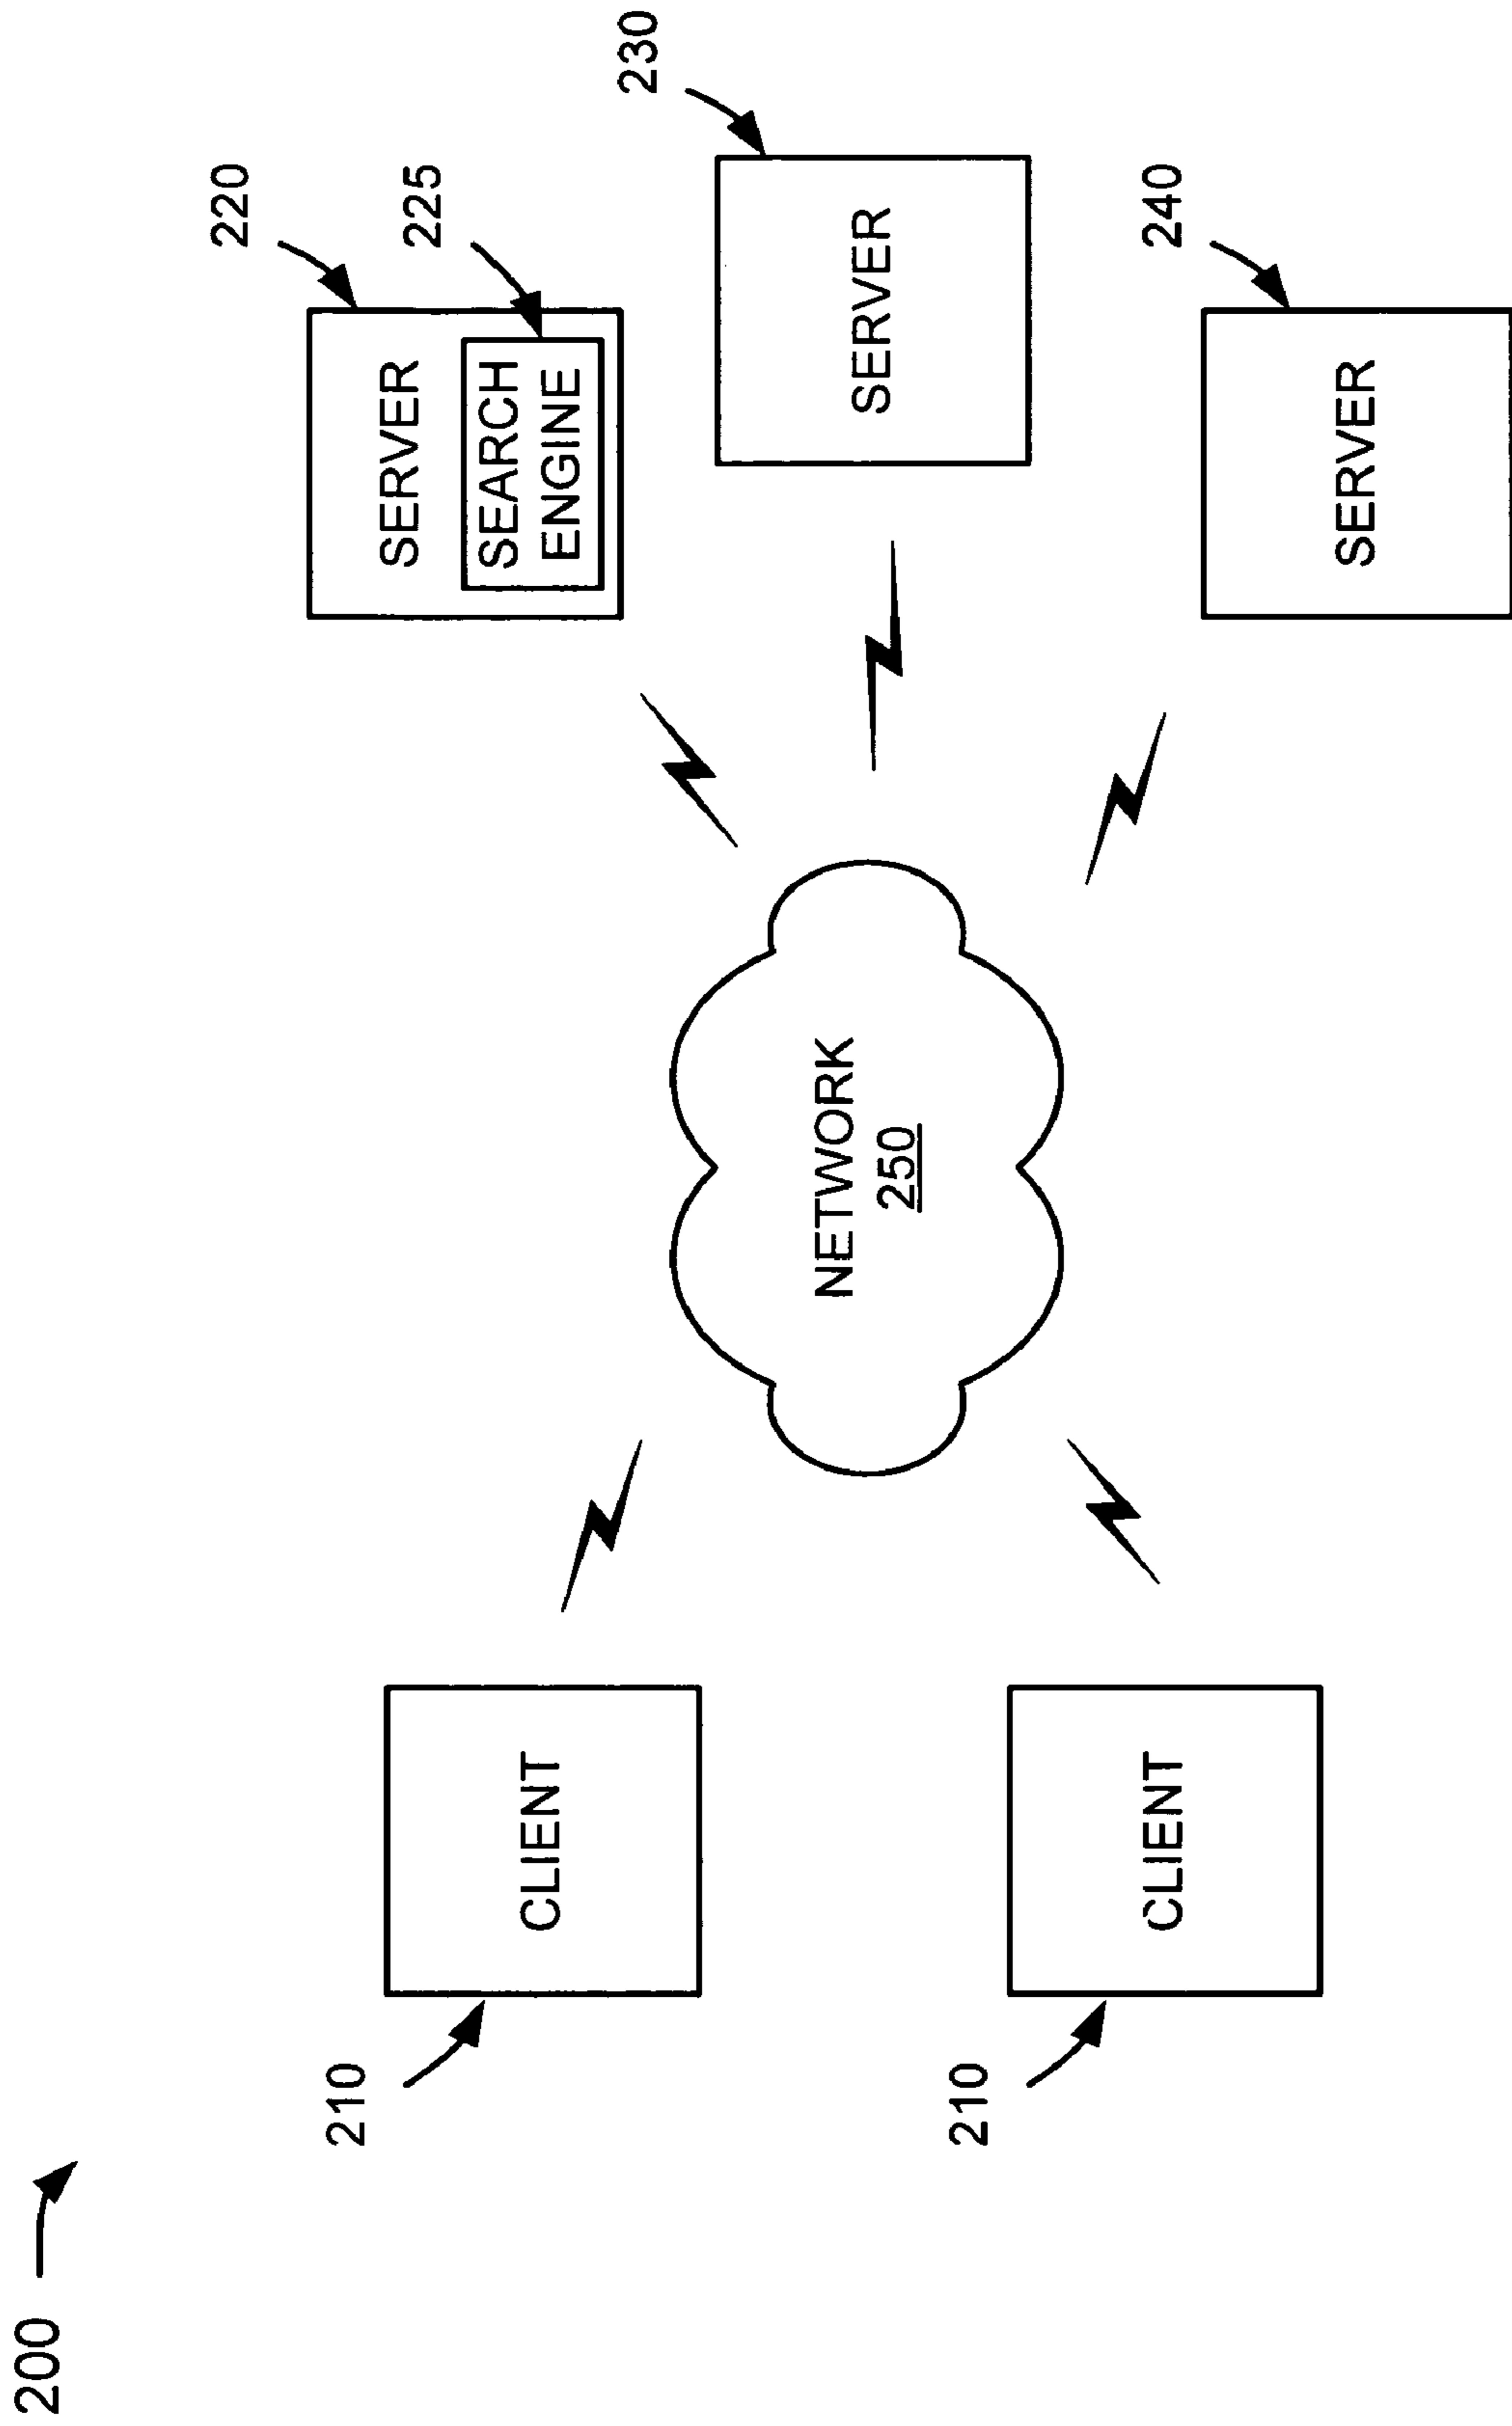 200
210
CLIENT
210
CLIENT
NETWORK
250
220
SERVER
225
SEARCH
ENGINE
230
SERVER
240
SERVER